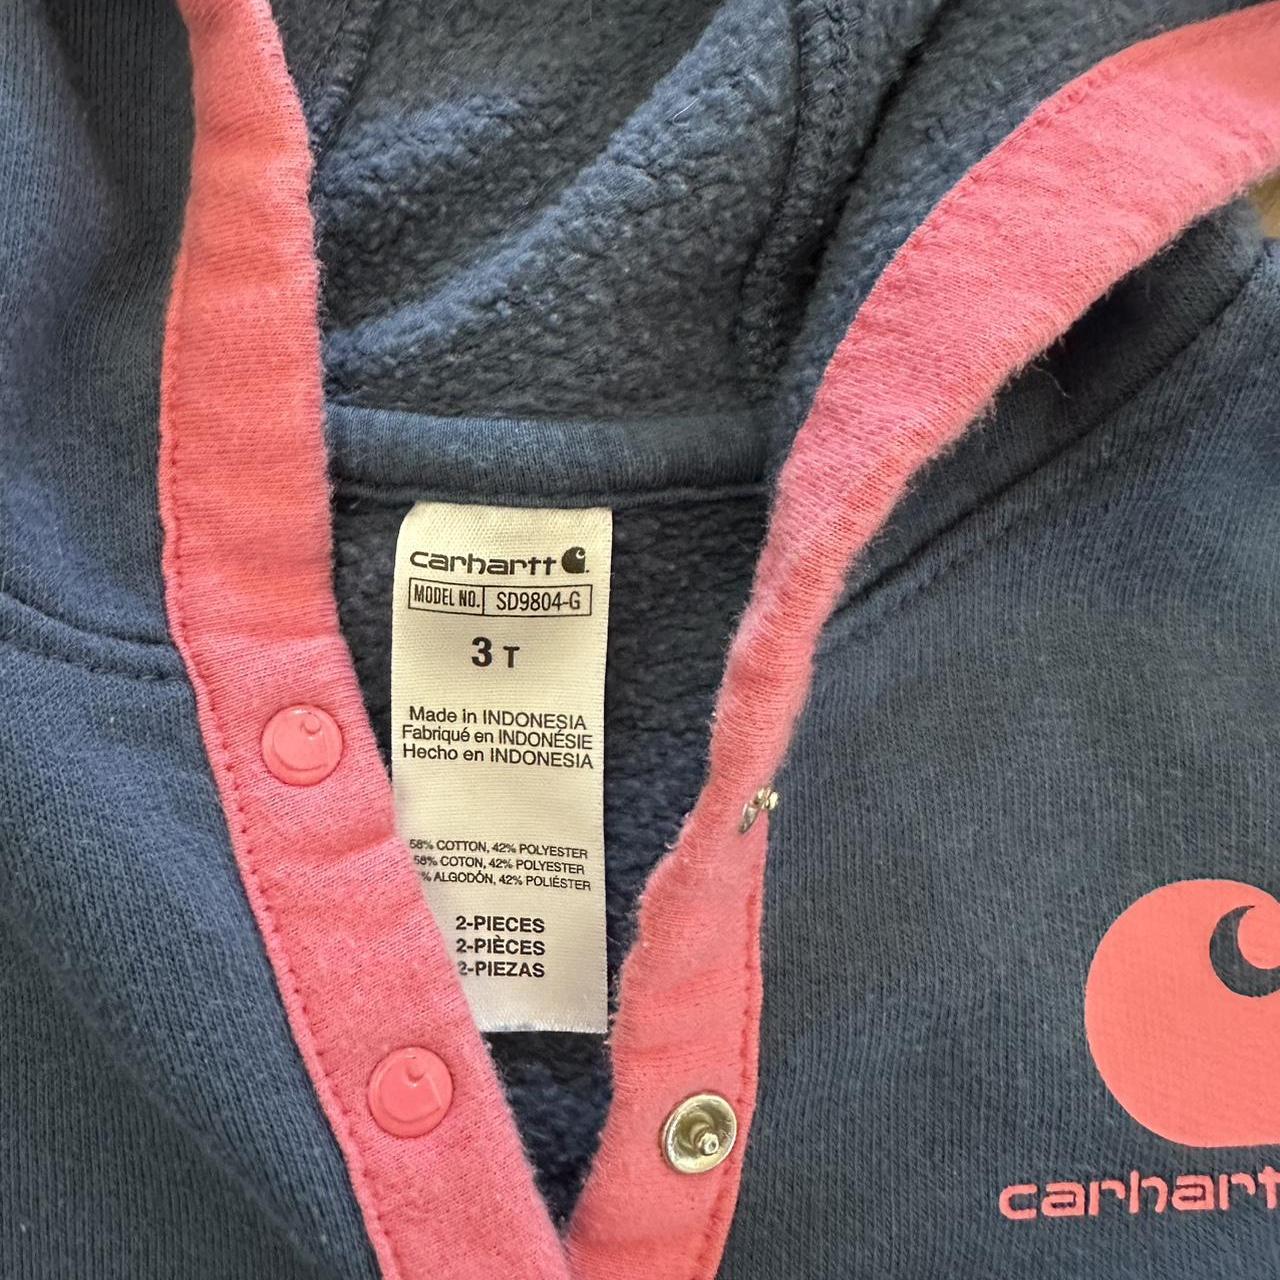 carhartt
MODEL NO. SD9804-G
3 T
Made in INDONESIA
Fabriqué en INDONÉSIE
Hecho en INDONESIA
58% COTTON, 42% POLYESTER
58% COTON, 42% POLYESTER
% ALGODÓN, 42% POLIÉSTER
2-PIECES
2-PIÈCES
2-PIEZAS
carhart